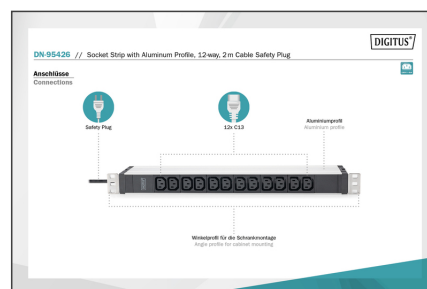 DIGITUS®
DN-95426 // Socket Strip with Aluminum Profile, 12-way, 2 m Cable Safety Plug
Anschlüsse
Connections
Safety Plug
12x C13
Aluminiumprofil
Aluminum profile
Winkelprofil für die Schrankmontage
Angle profile for cabinet mounting